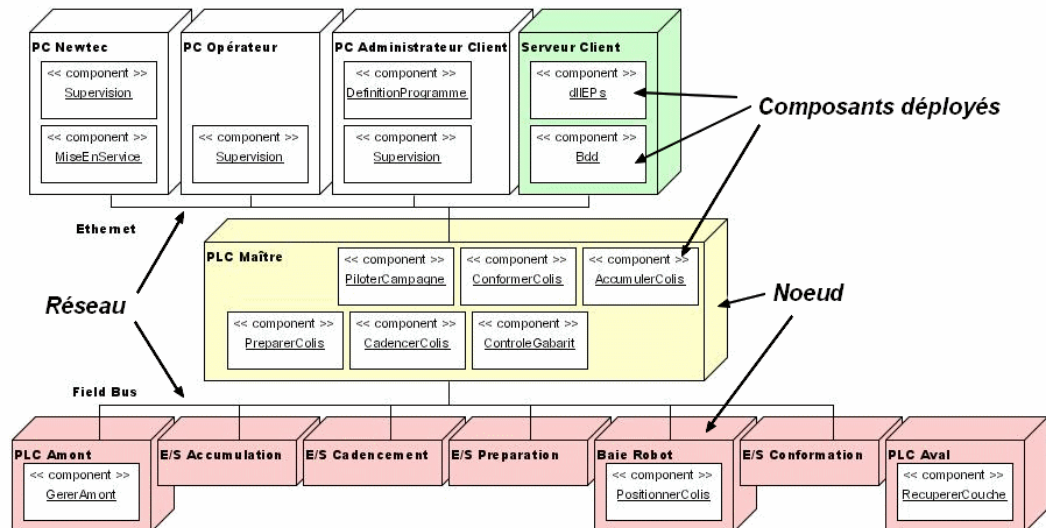 PC Newtec
<< component >>
Supervision
<< component >>
MiseEnService
PC Opérateur
<< component >>
Supervision
PC Administrateur Client
<< component >>
DefinitionProgramme
<< component >>
Supervision
Serveur Client
<< component >>
dllEPs
<< component >>
Bdd
Composants déployés
Ethernet
Réseau
PLC Maître
<< component >>
PiloterCampagne
<< component >>
ConformerColis
<< component >>
AccumulerColis
<< component >>
PreparerColis
<< component >>
CadencerColis
<< component >>
ControleGabarit
Noeud
Field Bus
PLC Amont
<< component >>
GererAmont
E/S Accumulation
E/S Cadencement
E/S Preparation
Baie Robot
<< component >>
PositionnerColis
E/S Conformation
PLC Aval
<< component >>
RecupererCouche